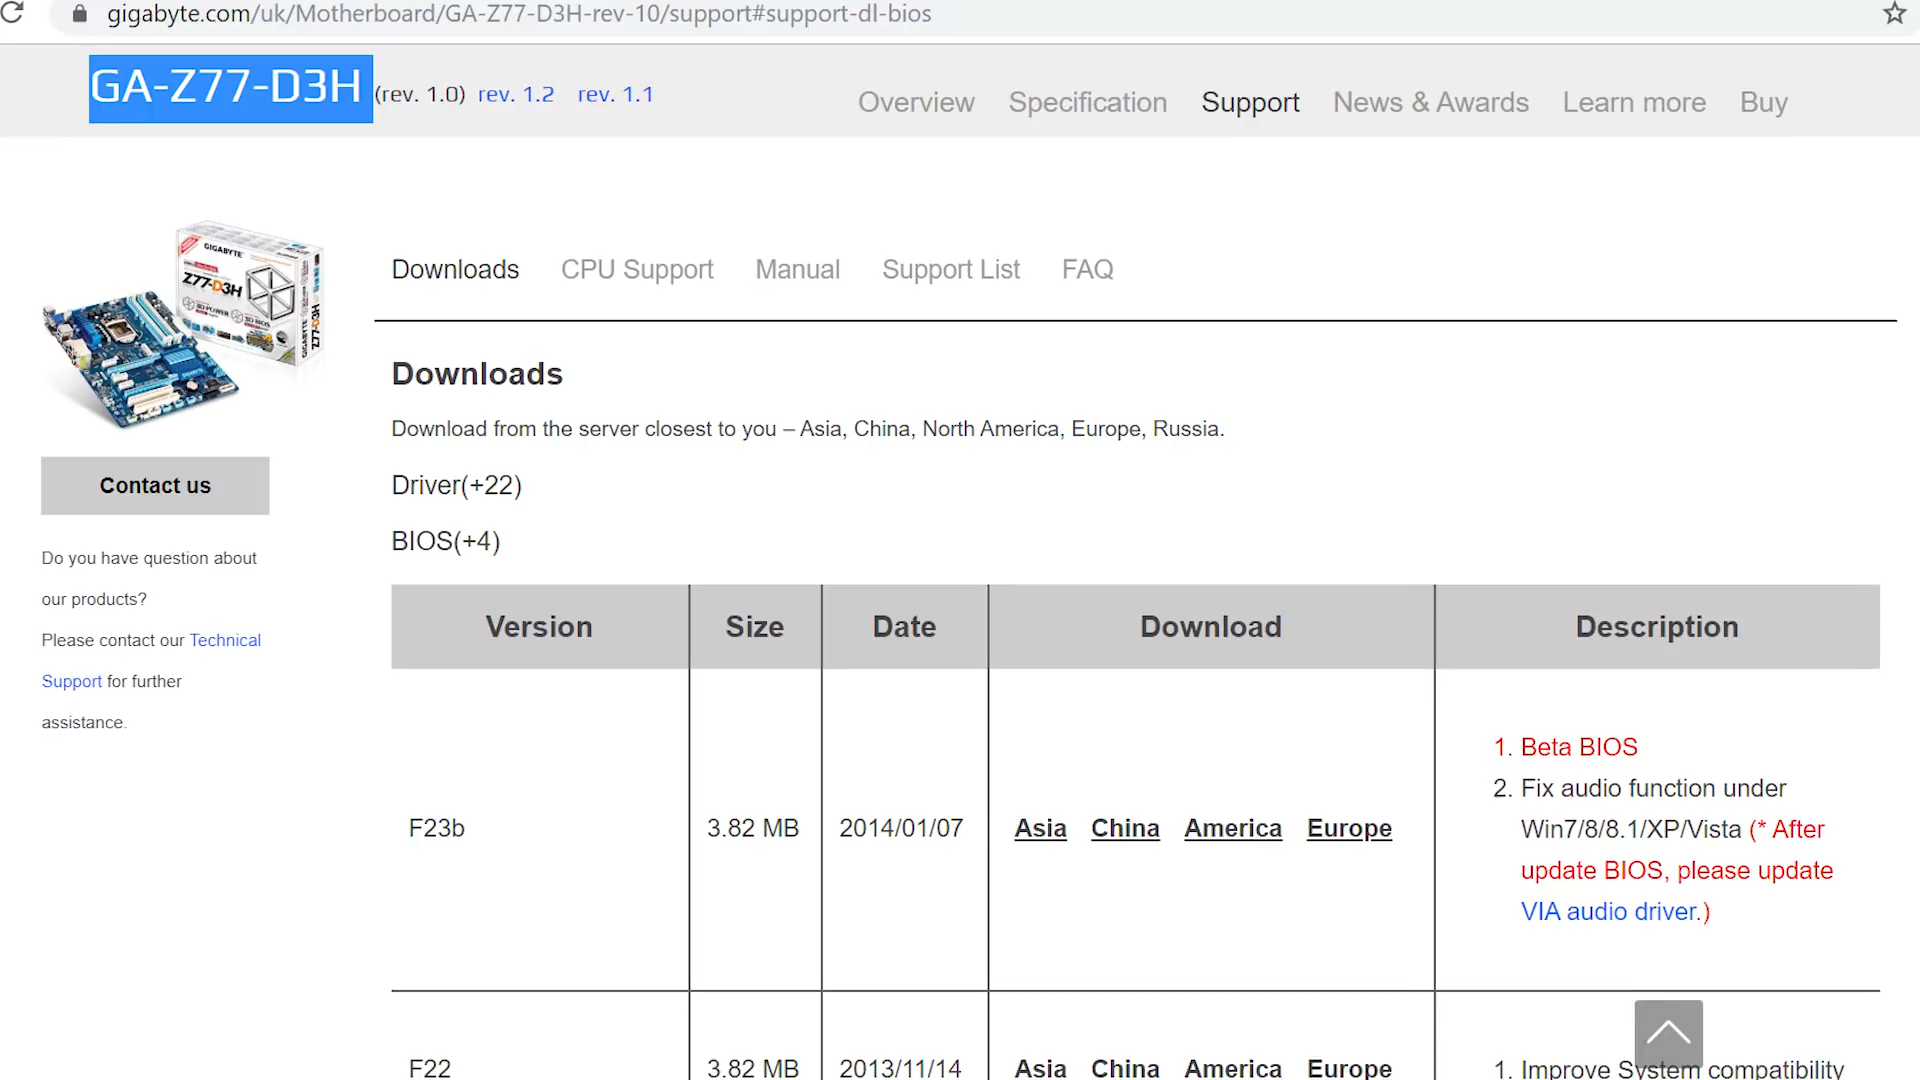 gigabyte.com/uk/Motherboard/GA-Z77-D3H-rev-10/support#support-dl-bios
GA-Z77-D3H (rev. 1.0) rev. 1.2 rev. 1.1
Overview Specification Support News & Awards Learn more Buy
GIGABYTE
Z77-D3H
Z77-D3H
Contact us
Do you have question about
our products?
Please contact our Technical
Support for further
assistance.
Downloads CPU Support Manual Support List FAQ
Downloads
Download from the server closest to you – Asia, China, North America, Europe, Russia.
Driver(+22)
BIOS(+4)
Version Size Date Download Description
F23b 3.82 MB 2014/01/07 Asia China America Europe
1. Beta BIOS
2. Fix audio function under
Win7/8/8.1/XP/Vista (* After
update BIOS, please update
VIA audio driver.)
F22 3.82 MB 2013/11/14 Asia China America Europe 1. Improve System compatibility